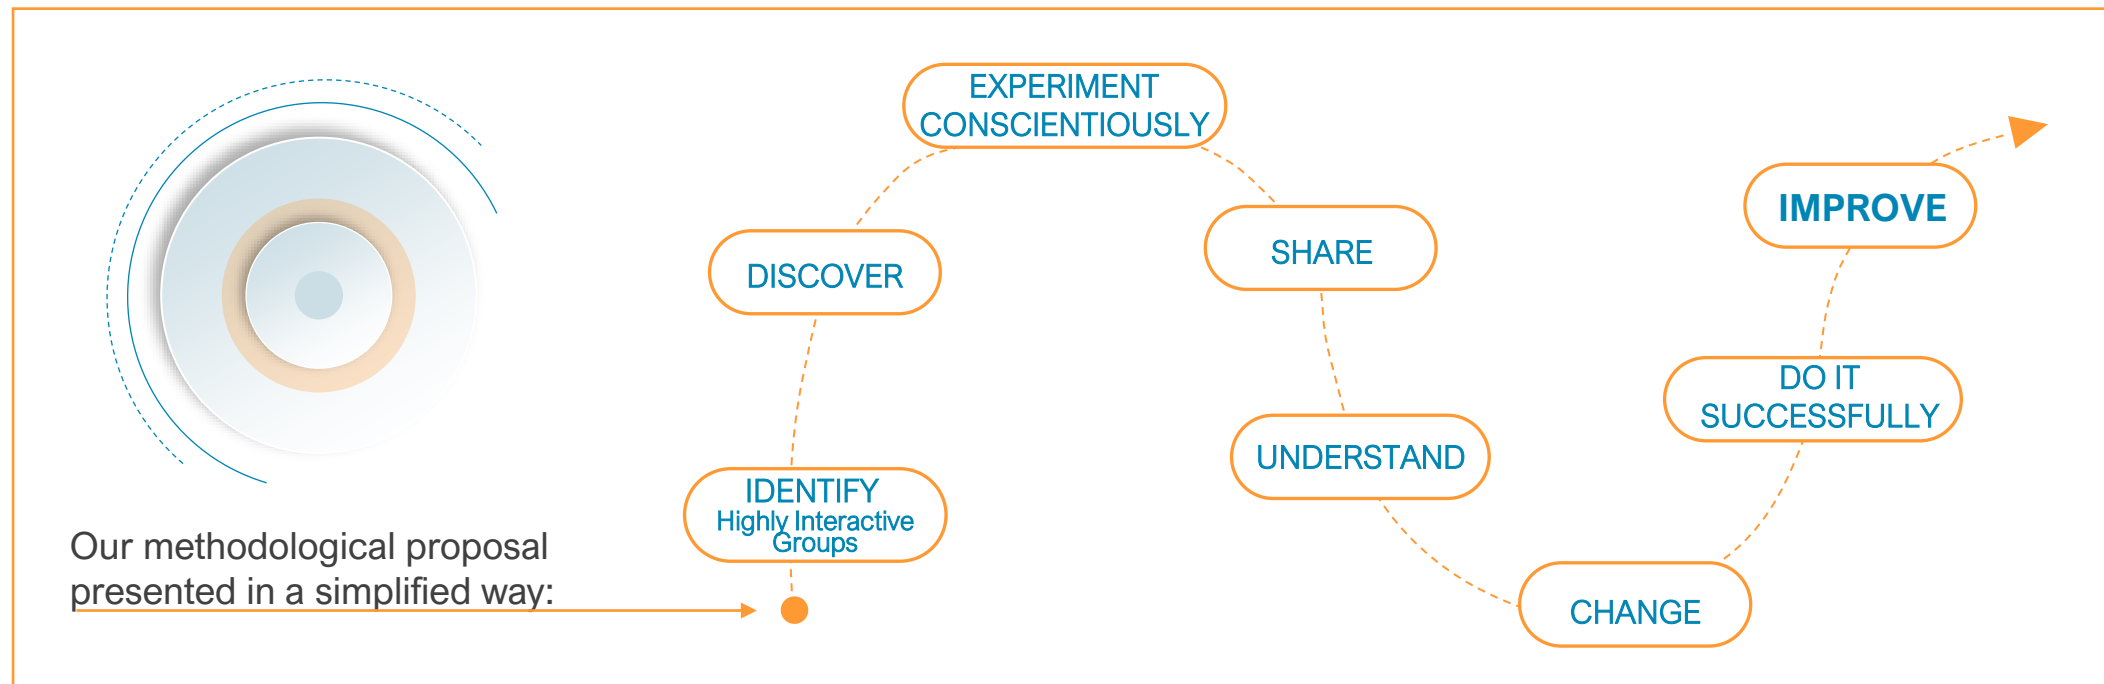 Our methodological proposal
presented in a simplified way:
IDENTIFY
Highly Interactive
Groups
DISCOVER
EXPERIMENT
CONSCIENTIOUSLY
SHARE
UNDERSTAND
CHANGE
DO IT
SUCCESSFULLY
IMPROVE